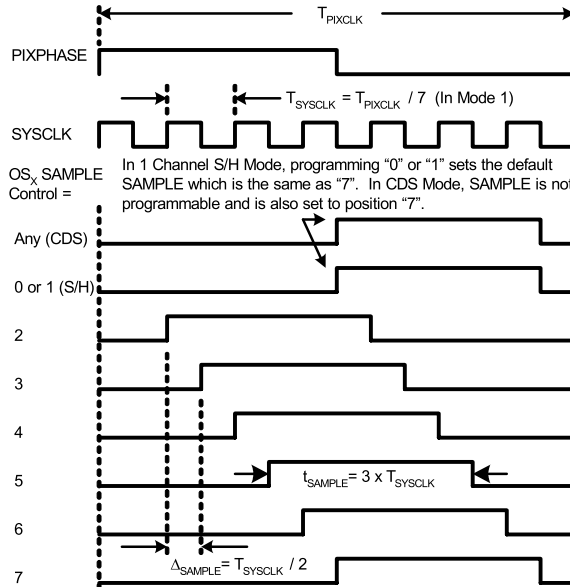 T_PIXCLK
PIXPHASE
T_SYSCLK = T_PIXCLK / 7 (In Mode 1)
SYSCLK
OS_X SAMPLE
Control =
In 1 Channel S/H Mode, programming “0” or “1” sets the default
SAMPLE which is the same as “7”. In CDS Mode, SAMPLE is not
programmable and is also set to position “7”.
Any (CDS)
0 or 1 (S/H)
2
3
4
5
t_SAMPLE = 3 x T_SYSCLK
6
Δ_SAMPLE = T_SYSCLK / 2
7